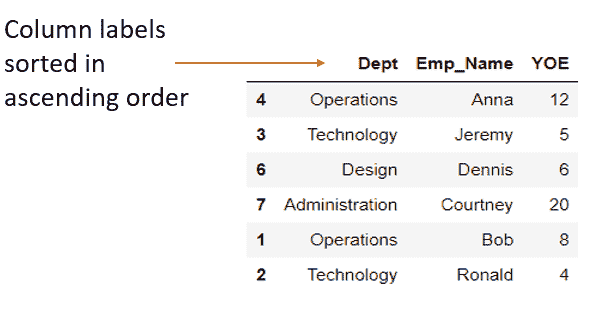 Column labels
sorted in
ascending order
Dept Emp_Name YOE
4 Operations Anna 12
3 Technology Jeremy 5
6 Design Dennis 6
7 Administration Courtney 20
1 Operations Bob 8
2 Technology Ronald 4